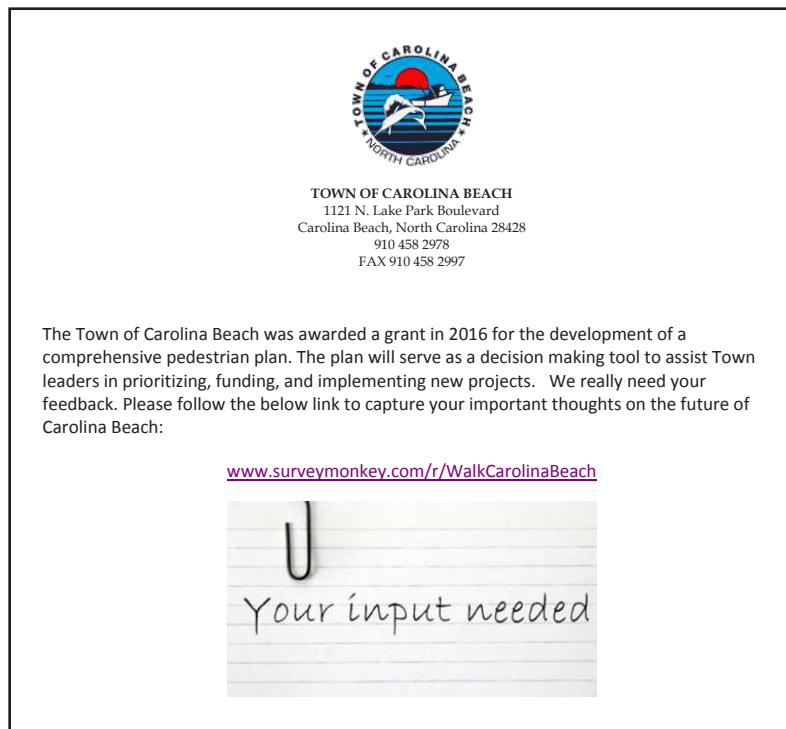 TOWN OF CAROLINA BEACH
NORTH CAROLINA
TOWN OF CAROLINA BEACH
1121 N. Lake Park Boulevard
Carolina Beach, North Carolina 28428
910 458 2978
FAX 910 458 2997
The Town of Carolina Beach was awarded a grant in 2016 for the development of a
comprehensive pedestrian plan. The plan will serve as a decision making tool to assist Town
leaders in prioritizing, funding, and implementing new projects.   We really need your
feedback. Please follow the below link to capture your important thoughts on the future of
Carolina Beach:
www.surveymonkey.com/r/WalkCarolinaBeach
Your input needed